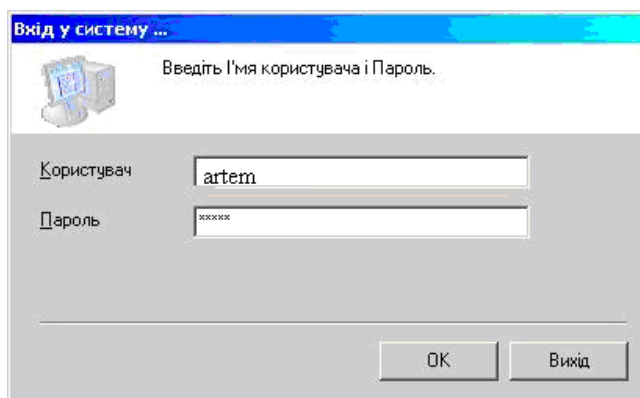 Вхід у систему ...
Введіть І'мя користувача і Пароль.
Користувач
artem
Пароль
*****
OK
Вихід